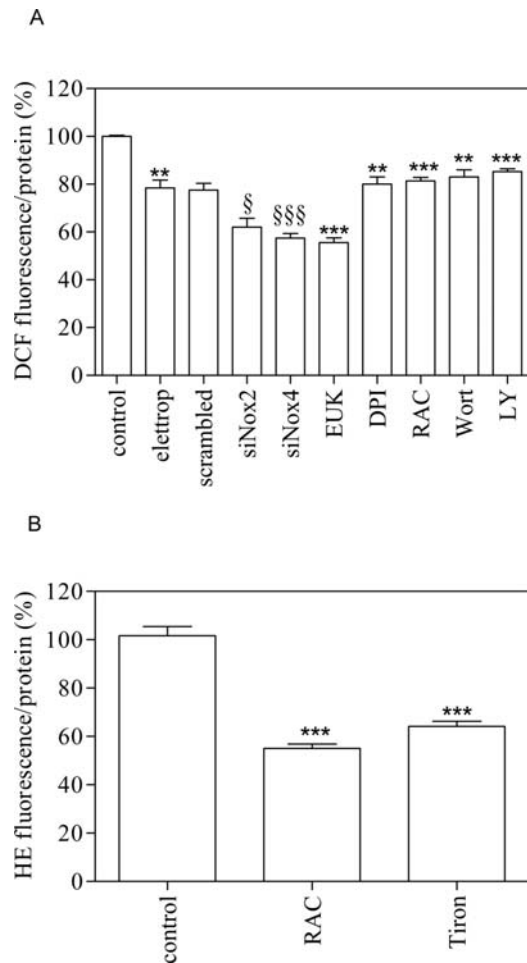 A
DCF fluorescence/protein (%)
120
100
80
60
40
20
0
**
§
§§§
***
**
***
**
***
control
elettrop
scrambled
siNox2
siNox4
EUK
DPI
RAC
Wort
LY
B
HE fluorescence/protein (%)
120
100
80
60
40
20
0
***
***
control
RAC
Tiron